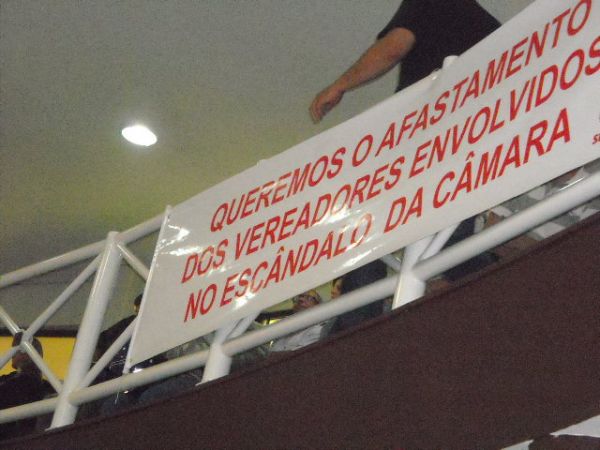 QUEREMOS O AFASTAMENTO
DOS VEREADORES ENVOLVIDOS
NO ESCÂNDALO DA CÂMARA